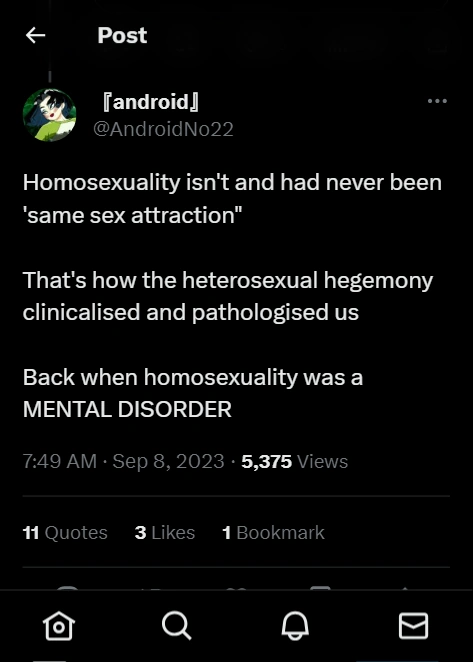 Post
『android』
@AndroidNo22
Homosexuality isn't and had never been
'same sex attraction"
That's how the heterosexual hegemony
clinicalised and pathologised us
Back when homosexuality was a
MENTAL DISORDER
7:49 AM · Sep 8, 2023 · 5,375 Views
11 Quotes 3 Likes 1 Bookmark